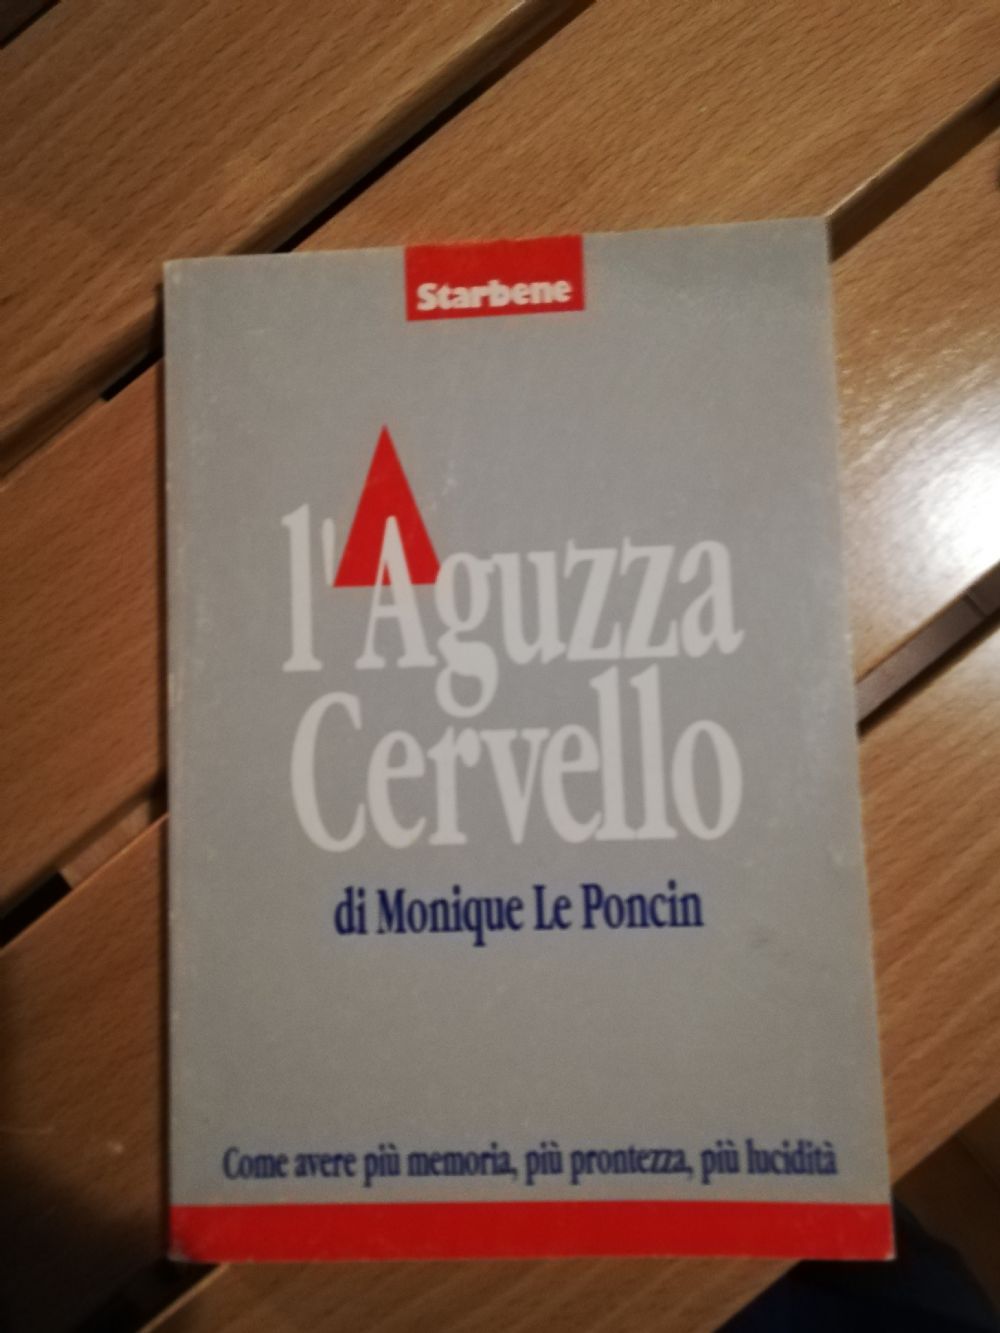 Starbene
l'Aguzza
Cervello
di Monique Le Poncin
Come avere più memoria, più prontezza, più lucidità